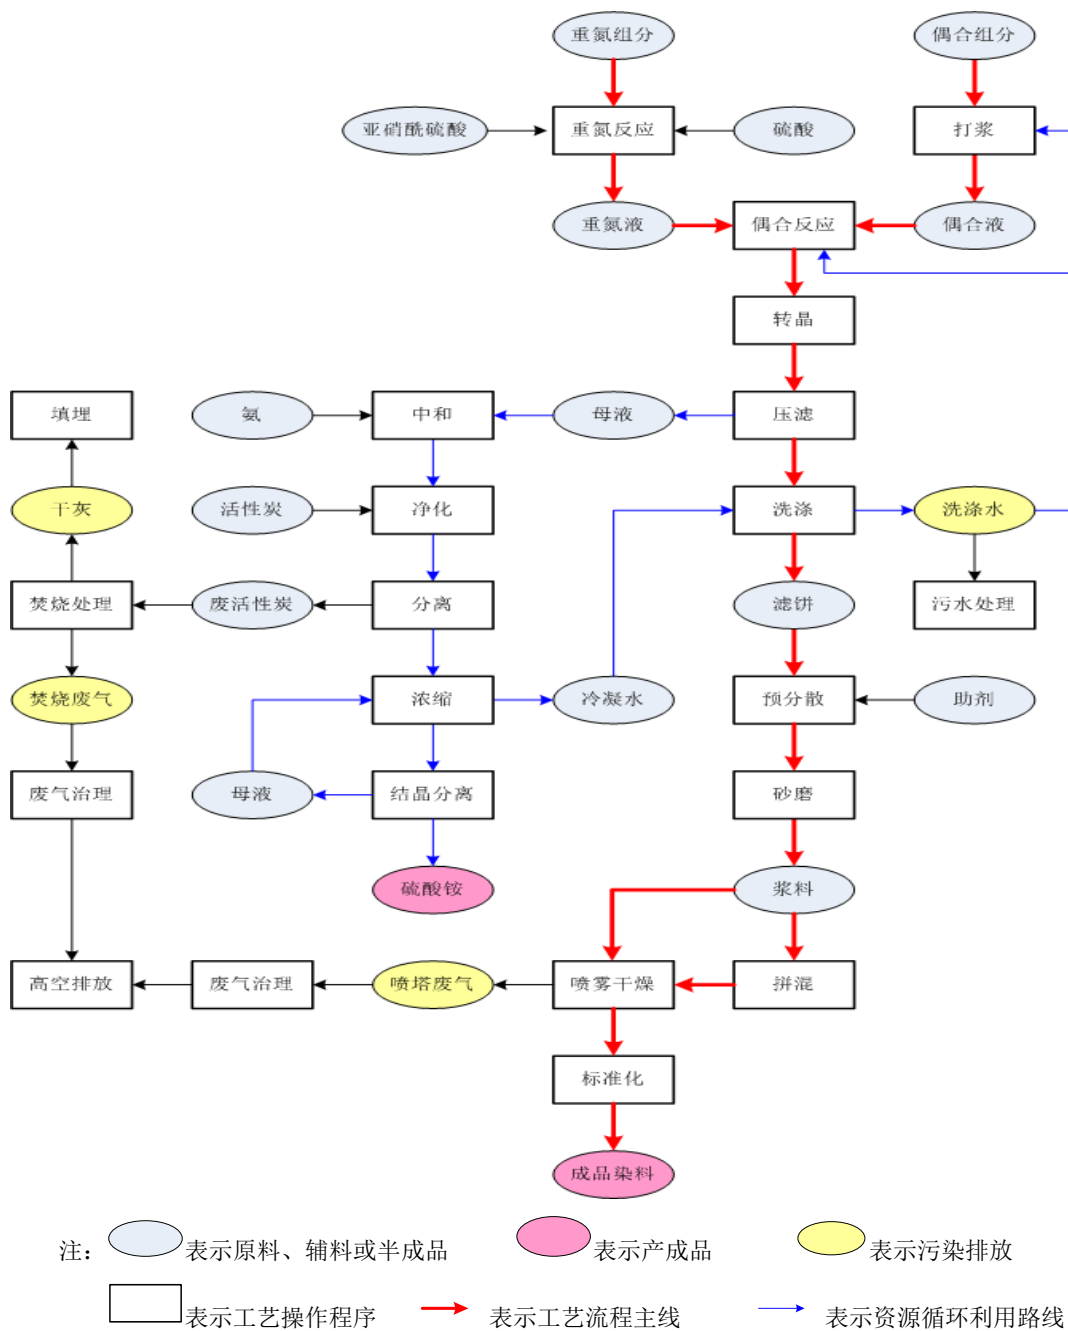 重氮组分 偶合组分
亚硝酰硫酸 重氮反应 硫酸 打浆
重氮液 偶合反应 偶合液
转晶
填埋 氨 中和 母液 压滤
干灰 活性炭 净化 洗涤 洗涤水
焚烧处理 废活性炭 分离 滤饼 污水处理
焚烧废气 浓缩 冷凝水 预分散 助剂
废气治理 母液 结晶分离 砂磨
硫酸铵 浆料
高空排放 废气治理 喷塔废气 喷雾干燥 拼混
标准化
成品染料
注： 表示原料、辅料或半成品 表示产成品 表示污染排放
表示工艺操作程序 表示工艺流程主线 表示资源循环利用路线